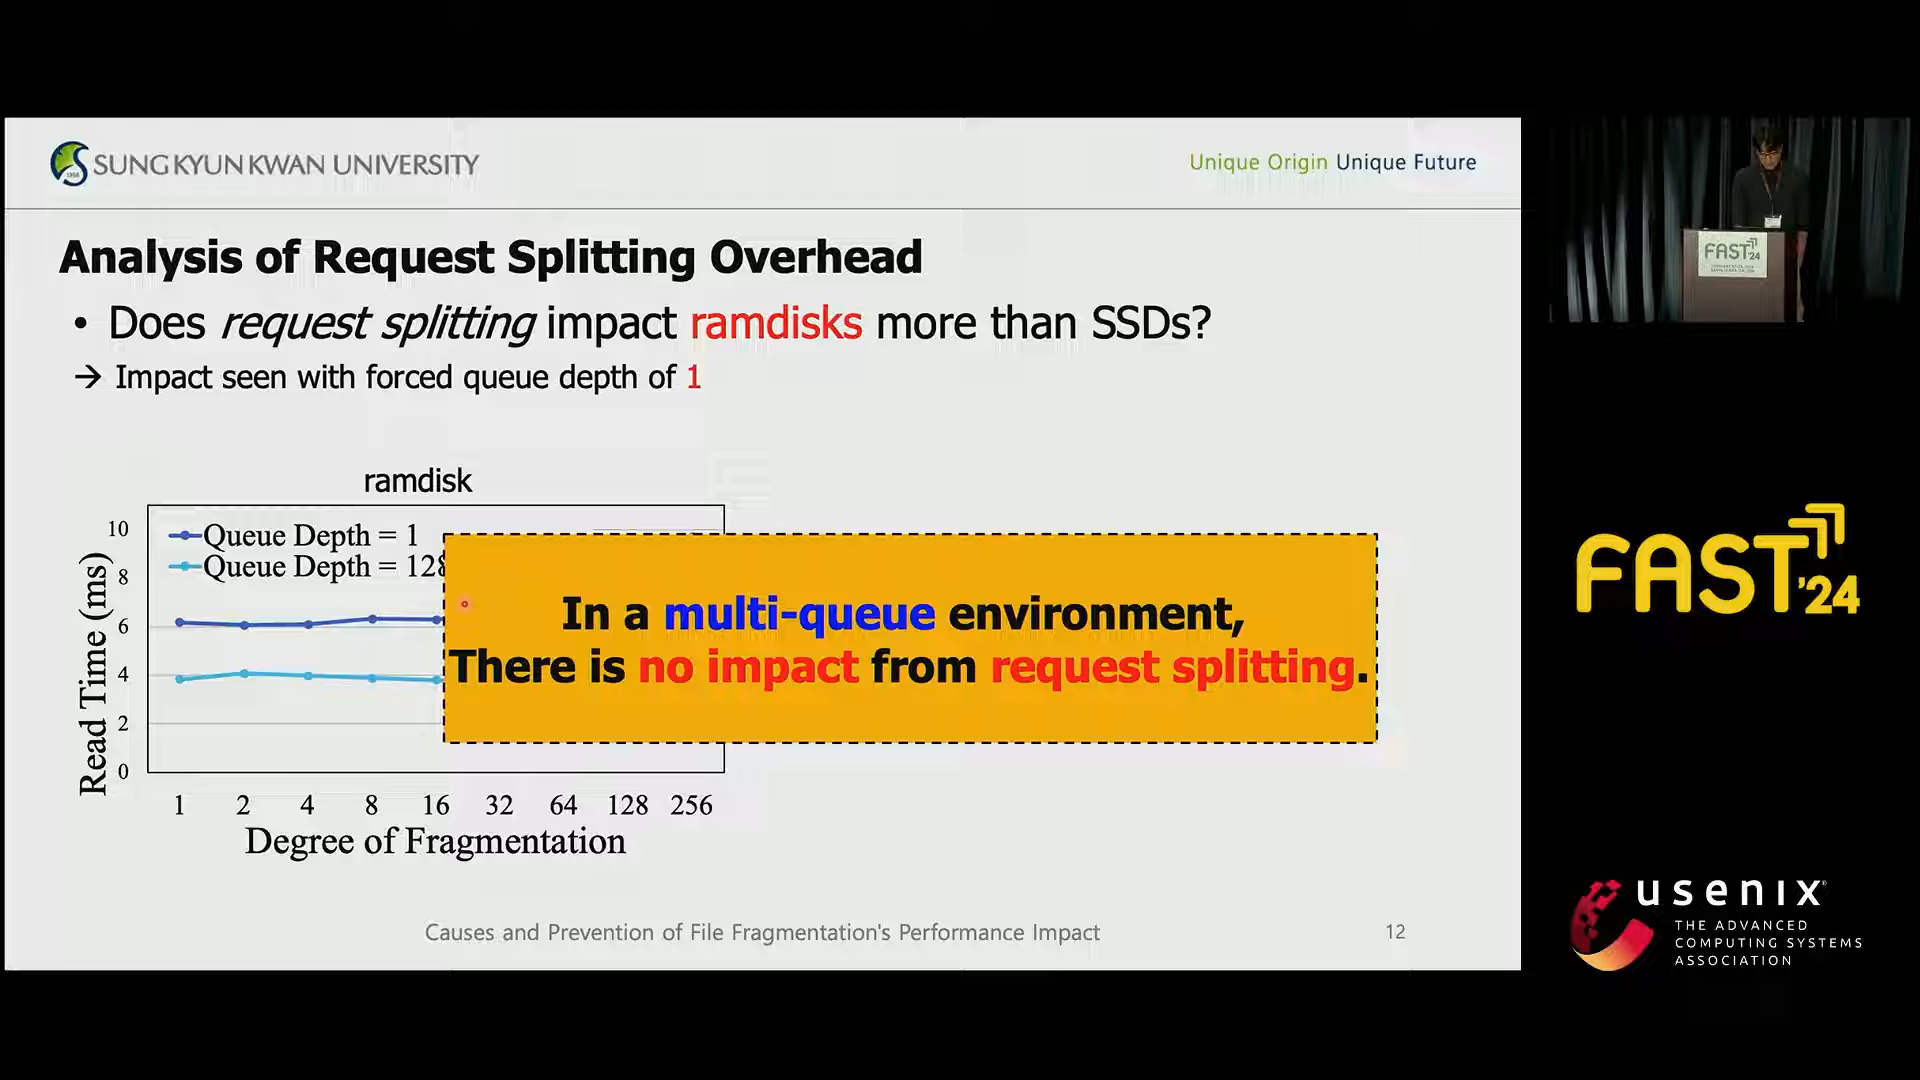 SUNG KYUN KWAN UNIVERSITY
Unique Origin Unique Future
Analysis of Request Splitting Overhead
• Does request splitting impact ramdisks more than SSDs?
→ Impact seen with forced queue depth of 1
ramdisk
Queue Depth = 1
Queue Depth = 128
10
8
6
4
2
0
Read Time (ms)
1 2 4 8 16 32 64 128 256
Degree of Fragmentation
In a multi-queue environment,
There is no impact from request splitting.
Causes and Prevention of File Fragmentation's Performance Impact
12
FAST'24
FAST'24
usenix
THE ADVANCED
COMPUTING SYSTEMS
ASSOCIATION